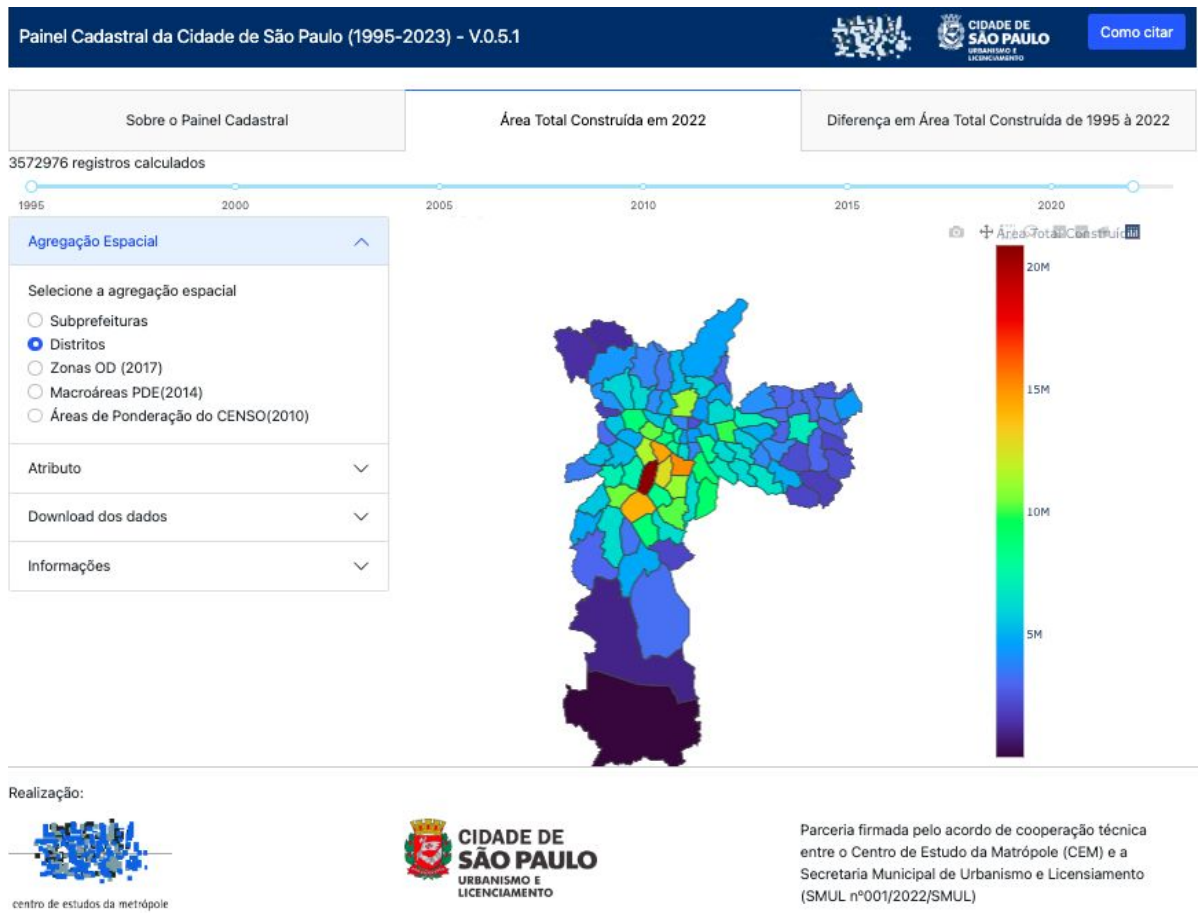 Painel Cadastral da Cidade de São Paulo (1995-2023) - V.0.5.1
CIDADE DE
SÃO PAULO
URBANISMO E
LICENCIAMENTO
Como citar
Sobre o Painel Cadastral
Área Total Construída em 2022
Diferença em Área Total Construída de 1995 à 2022
3572976 registros calculados
1995
2000
2005
2010
2015
2020
Agregação Espacial
Selecione a agregação espacial
Subprefeituras
Distritos
Zonas OD (2017)
Macroáreas PDE(2014)
Áreas de Ponderação do CENSO(2010)
Atributo
Download dos dados
Informações
Área Total Construíd
20M
15M
10M
5M
Realização:
centro de estudos da metrópole
CIDADE DE
SÃO PAULO
URBANISMO E
LICENCIAMENTO
Parceria firmada pelo acordo de cooperação técnica
entre o Centro de Estudo da Matrópole (CEM) e a
Secretaria Municipal de Urbanismo e Licensiamento
(SMUL nº001/2022/SMUL)